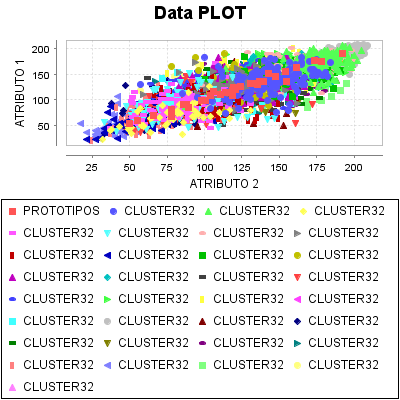 Data PLOT
ATRIBUTO 1
200
150
100
50
25 50 75 100 125 150 175 200
ATRIBUTO 2
PROTOTIPOS CLUSTER32 CLUSTER32 CLUSTER32
CLUSTER32 CLUSTER32 CLUSTER32 CLUSTER32
CLUSTER32 CLUSTER32 CLUSTER32 CLUSTER32
CLUSTER32 CLUSTER32 CLUSTER32 CLUSTER32
CLUSTER32 CLUSTER32 CLUSTER32 CLUSTER32
CLUSTER32 CLUSTER32 CLUSTER32 CLUSTER32
CLUSTER32 CLUSTER32 CLUSTER32 CLUSTER32
CLUSTER32 CLUSTER32 CLUSTER32 CLUSTER32
CLUSTER32